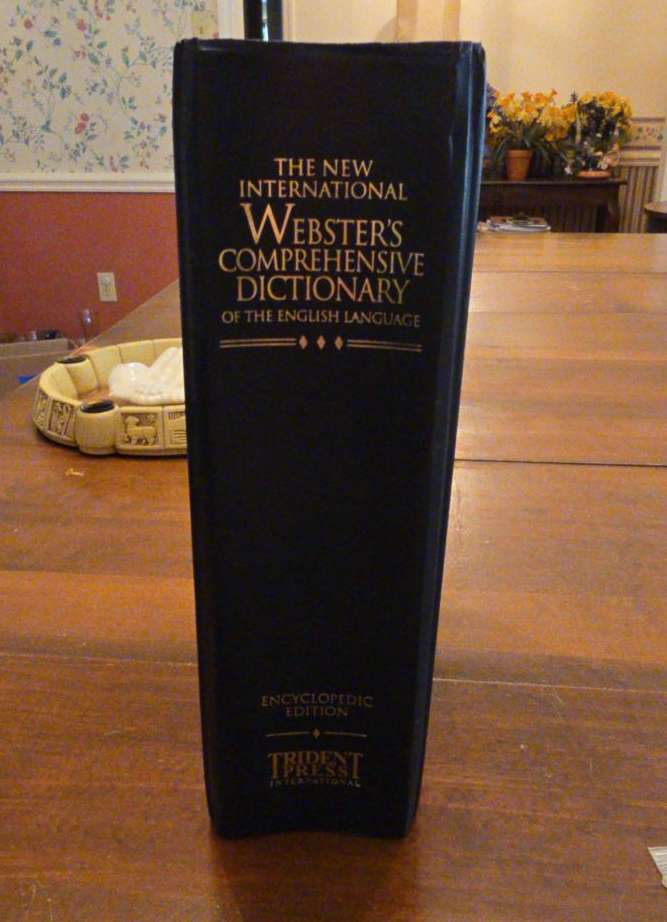 THE NEW
INTERNATIONAL
WEBSTER'S
COMPREHENSIVE
DICTIONARY
OF THE ENGLISH LANGUAGE
ENCYCLOPEDIC
EDITION
TRIDENT
PRESS
INTERNATIONAL